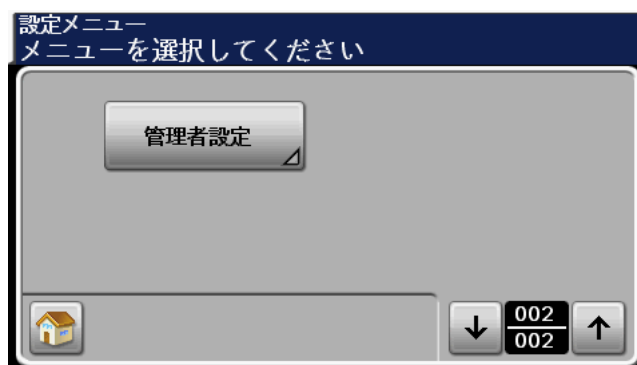 設定メニュー
メニューを選択してください
管理者設定
↓ 002 ↑
002